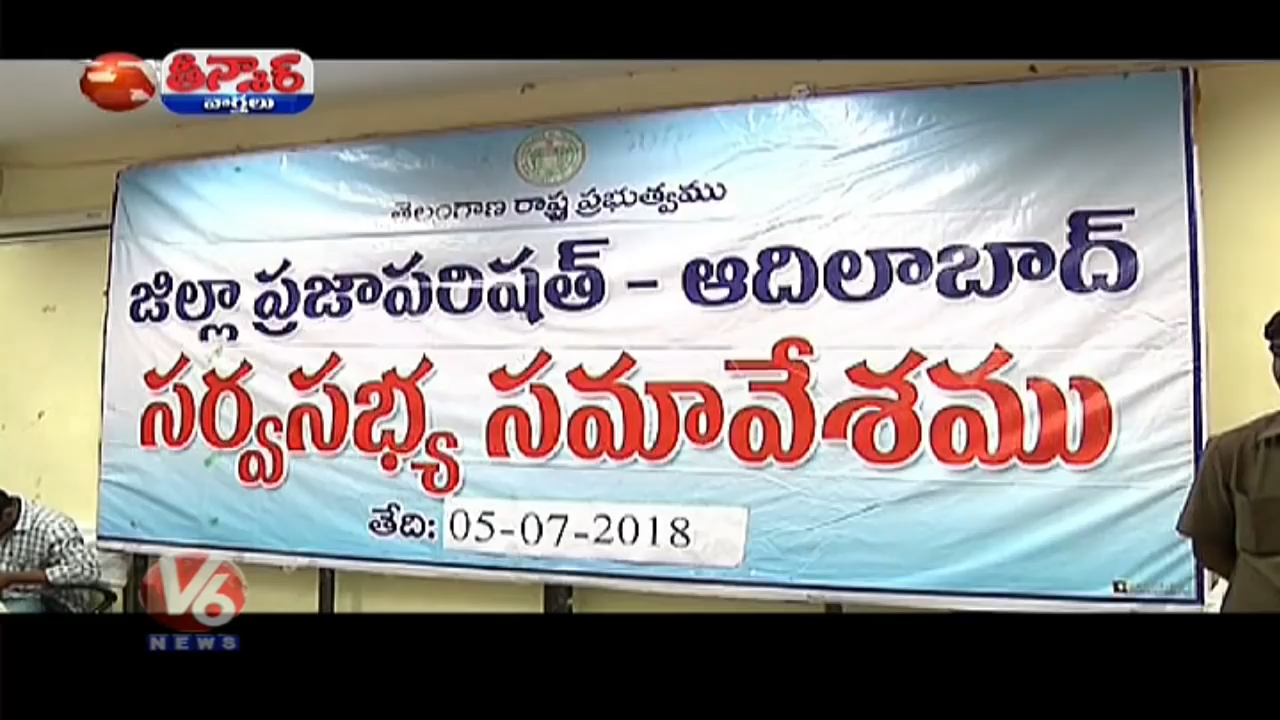 తీన్మార్
వార్తలు
తెలంగాణ రాష్ట్ర ప్రభుత్వము
జిల్లా ప్రజాపరిషత్ - ఆదిలాబాద్
సర్వసభ్య సమావేశము
తేది: 05-07-2018
V6
NEWS